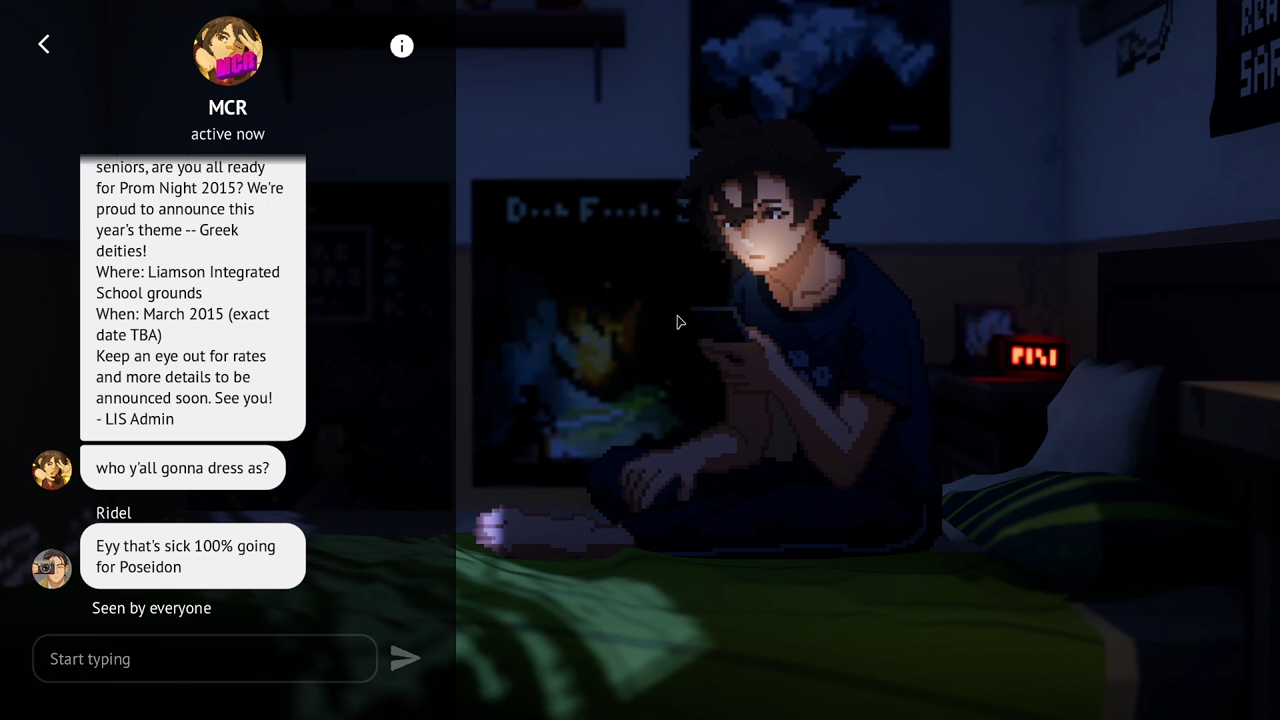 MCR
MCR
active now
seniors, are you all ready
for Prom Night 2015? We're
proud to announce this
year's theme -- Greek
deities!
Where: Liamson Integrated
School grounds
When: March 2015 (exact
date TBA)
Keep an eye out for rates
and more details to be
announced soon. See you!
- LIS Admin
who y'all gonna dress as?
Ridel
Eyy that's sick 100% going
for Poseidon
Seen by everyone
Start typing